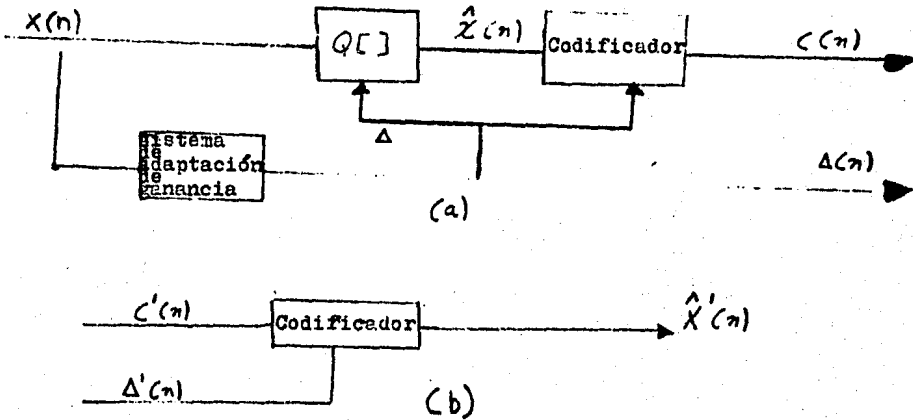 x(n)
Q[ ]
x̂(n)
Codificador
c(n)
Δ
sistema
de
adaptación
de
ganancia
Δ(n)
(a)
c'(n)
Codificador
x̂'(n)
Δ'(n)
(b)